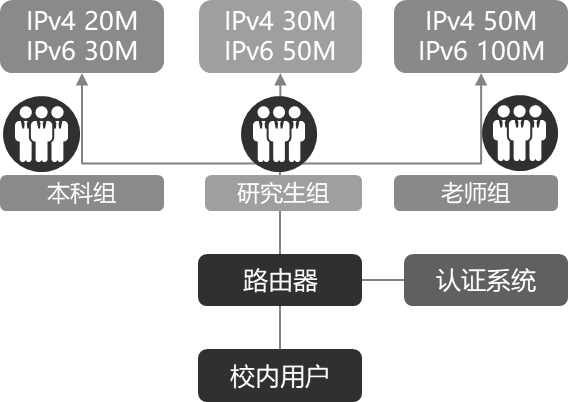 IPv4 20M
IPv6 30M
IPv4 30M
IPv6 50M
IPv4 50M
IPv6 100M
本科组
研究生组
老师组
路由器
认证系统
校内用户